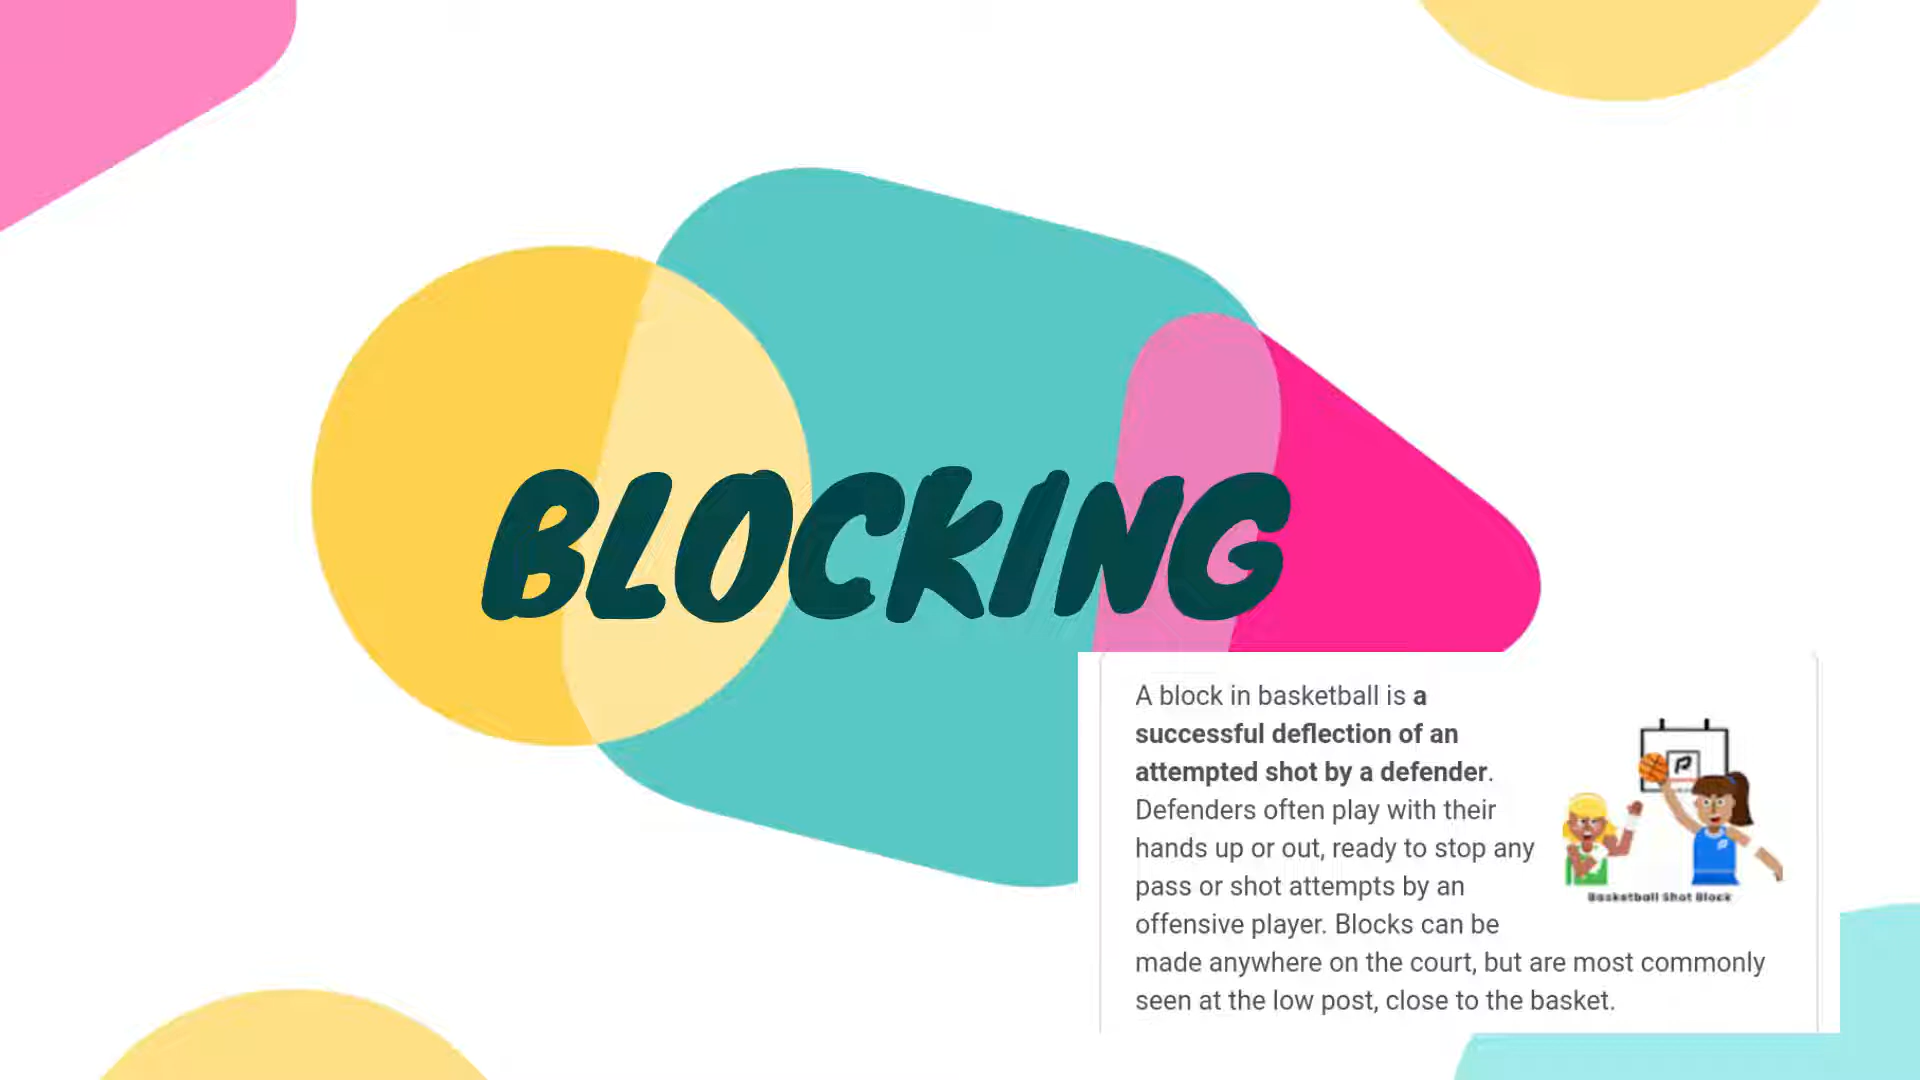 BLOCKING
A block in basketball is a
successful deflection of an
attempted shot by a defender.
Defenders often play with their
hands up or out, ready to stop any
pass or shot attempts by an
offensive player. Blocks can be
made anywhere on the court, but are most commonly
seen at the low post, close to the basket.
Basketball Shot Block